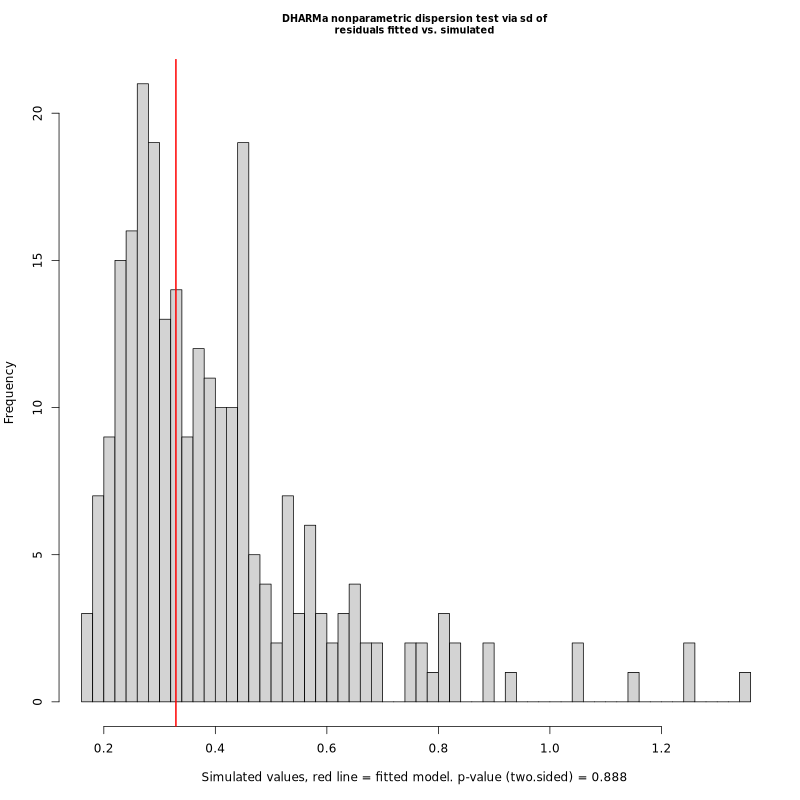 DHARMa nonparametric dispersion test via sd of
residuals fitted vs. simulated
Frequency
20
15
10
5
0
0.2 0.4 0.6 0.8 1.0 1.2
Simulated values, red line = fitted model. p-value (two.sided) = 0.888